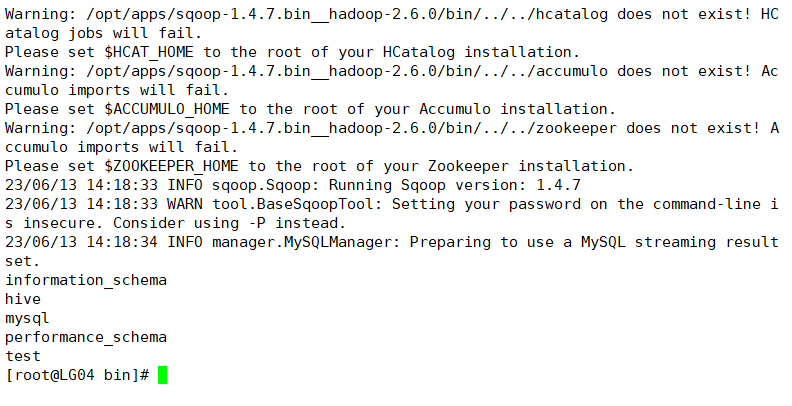 Warning: /opt/apps/sqoop-1.4.7.bin__hadoop-2.6.0/bin/../../hcatalog does not exist! HC
atalog jobs will fail.
Please set $HCAT_HOME to the root of your HCatalog installation.
Warning: /opt/apps/sqoop-1.4.7.bin__hadoop-2.6.0/bin/../../accumulo does not exist! Ac
cumulo imports will fail.
Please set $ACCUMULO_HOME to the root of your Accumulo installation.
Warning: /opt/apps/sqoop-1.4.7.bin__hadoop-2.6.0/bin/../../zookeeper does not exist! A
ccumulo imports will fail.
Please set $ZOOKEEPER_HOME to the root of your Zookeeper installation.
23/06/13 14:18:33 INFO sqoop.Sqoop: Running Sqoop version: 1.4.7
23/06/13 14:18:33 WARN tool.BaseSqoopTool: Setting your password on the command-line i
s insecure. Consider using -P instead.
23/06/13 14:18:34 INFO manager.MySQLManager: Preparing to use a MySQL streaming result
set.
information_schema
hive
mysql
performance_schema
test
[root@LG04 bin]#